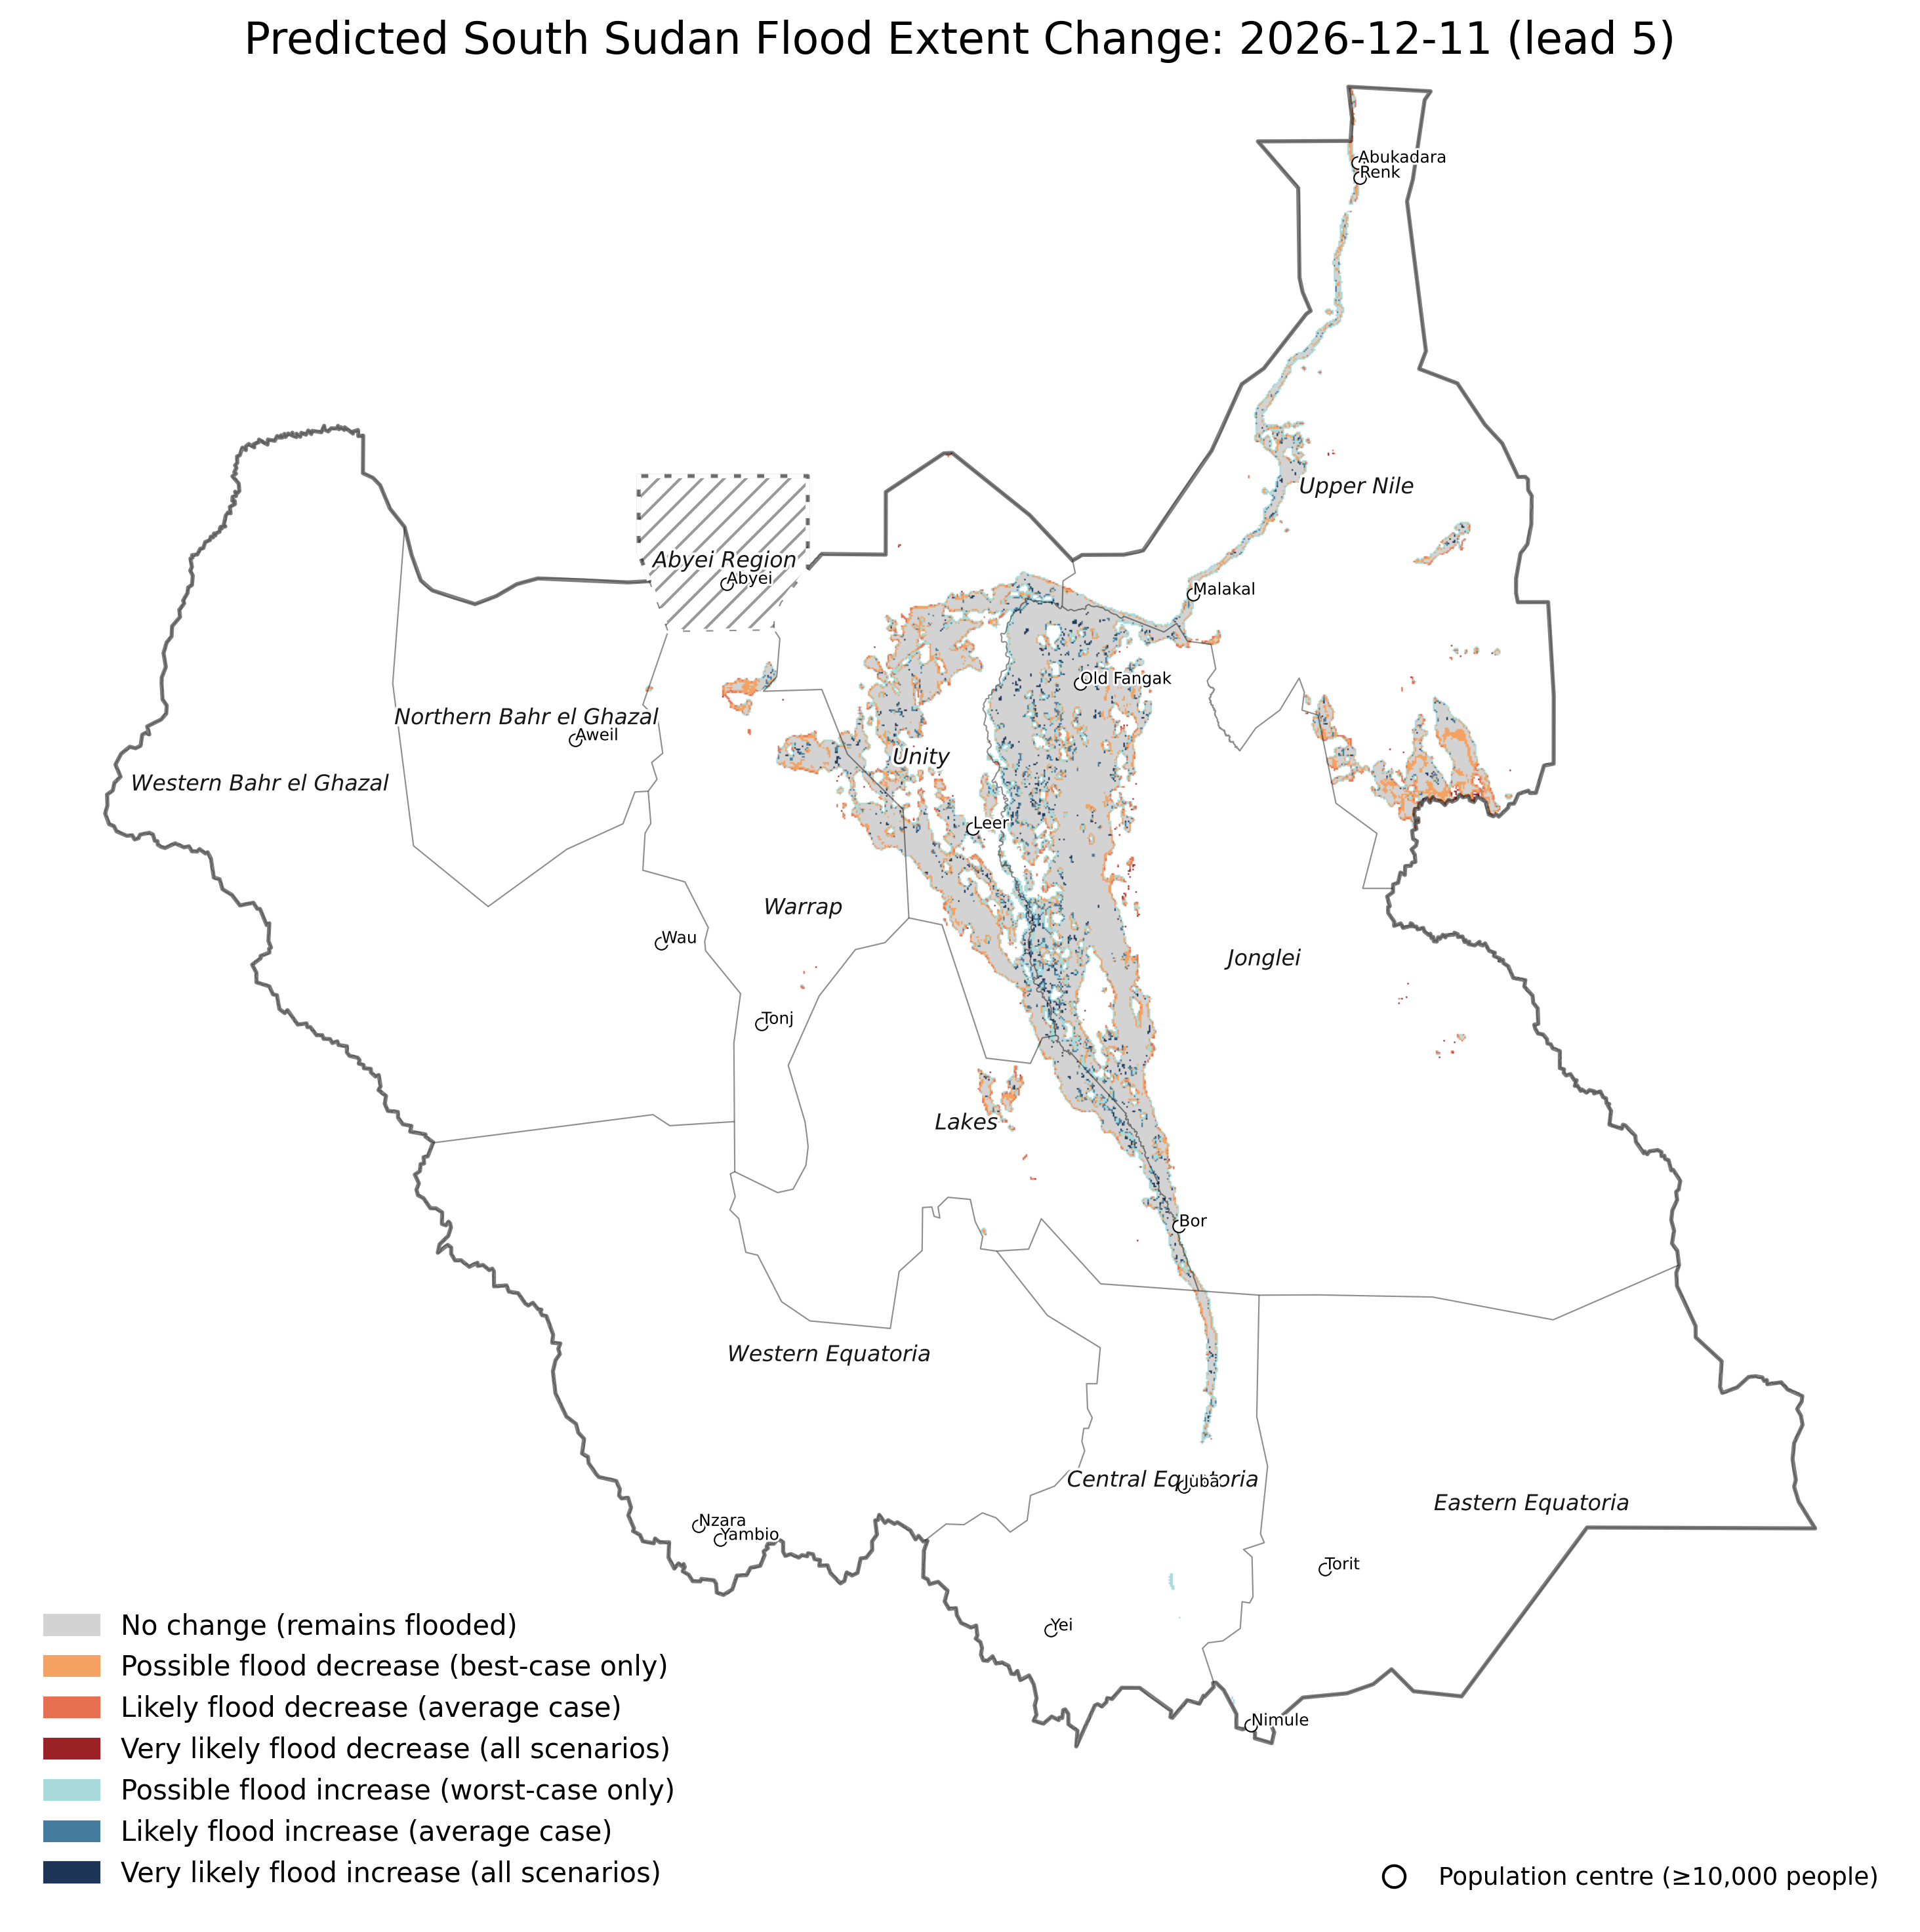 Predicted South Sudan Flood Extent Change: 2026-12-11 (lead 5)
Abukadara
Renk
Upper Nile
Abyei Region
Abyei
Malakal
Old Fangak
Northern Bahr el Ghazal
Aweil
Unity
Western Bahr el Ghazal
Leer
Warrap
Wau
Jonglei
Tonj
Lakes
Bor
Western Equatoria
Central Equatoria
Juba
Eastern Equatoria
Nzara
Yambio
Torit
Yei
Nimule
No change (remains flooded)
Possible flood decrease (best-case only)
Likely flood decrease (average case)
Very likely flood decrease (all scenarios)
Possible flood increase (worst-case only)
Likely flood increase (average case)
Very likely flood increase (all scenarios)
Population centre (≥10,000 people)